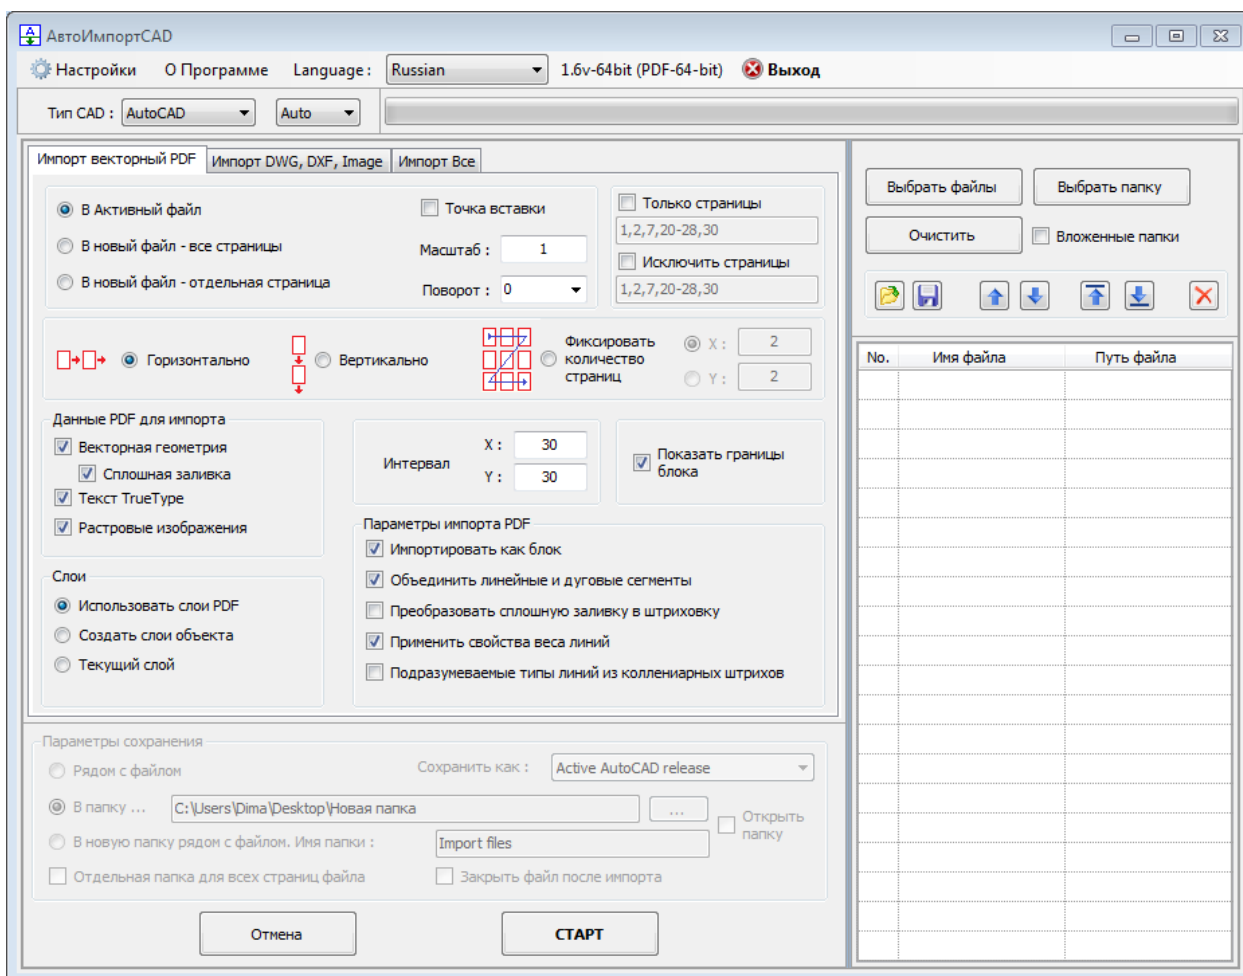 АвтоИмпортCAD
Настройки О Программе Language : Russian 1.6v-64bit (PDF-64-bit) Выход
Тип CAD : AutoCAD Auto
Импорт векторный PDF Импорт DWG, DXF, Image Импорт Все
В Активный файл
В новый файл - все страницы
В новый файл - отдельная страница
Точка вставки
Масштаб : 1
Поворот : 0
Только страницы
1,2,7,20-28,30
Исключить страницы
1,2,7,20-28,30
Горизонтально
Вертикально
Фиксировать
количество
страниц
X : 2
Y : 2
Данные PDF для импорта
Векторная геометрия
Сплошная заливка
Текст TrueType
Растровые изображения
Интервал
X : 30
Y : 30
Показать границы
блока
Слои
Использовать слои PDF
Создать слои объекта
Текущий слой
Параметры импорта PDF
Импортировать как блок
Объединить линейные и дуговые сегменты
Преобразовать сплошную заливку в штриховку
Применить свойства веса линий
Подразумеваемые типы линий из коллениарных штрихов
Параметры сохранения
Рядом с файлом
Сохранить как : Active AutoCAD release
В папку ... C:\Users\Dima\Desktop\Новая папка ...
Открыть
папку
В новую папку рядом с файлом. Имя папки : Import files
Отдельная папка для всех страниц файла
Закрыть файл после импорта
Отмена СТАРТ
Выбрать файлы Выбрать папку
Очистить Вложенные папки
No. Имя файла Путь файла